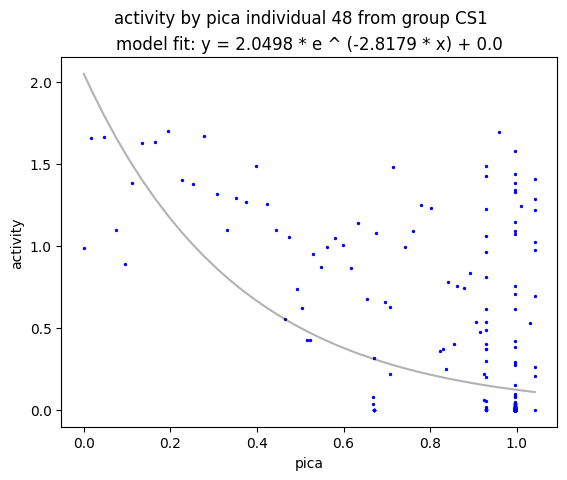 activity by pica individual 48 from group CS1
model fit: y = 2.0498 * e ^ (-2.8179 * x) + 0.0
2.0
1.5
1.0
0.5
0.0
activity
0.0 0.2 0.4 0.6 0.8 1.0
pica